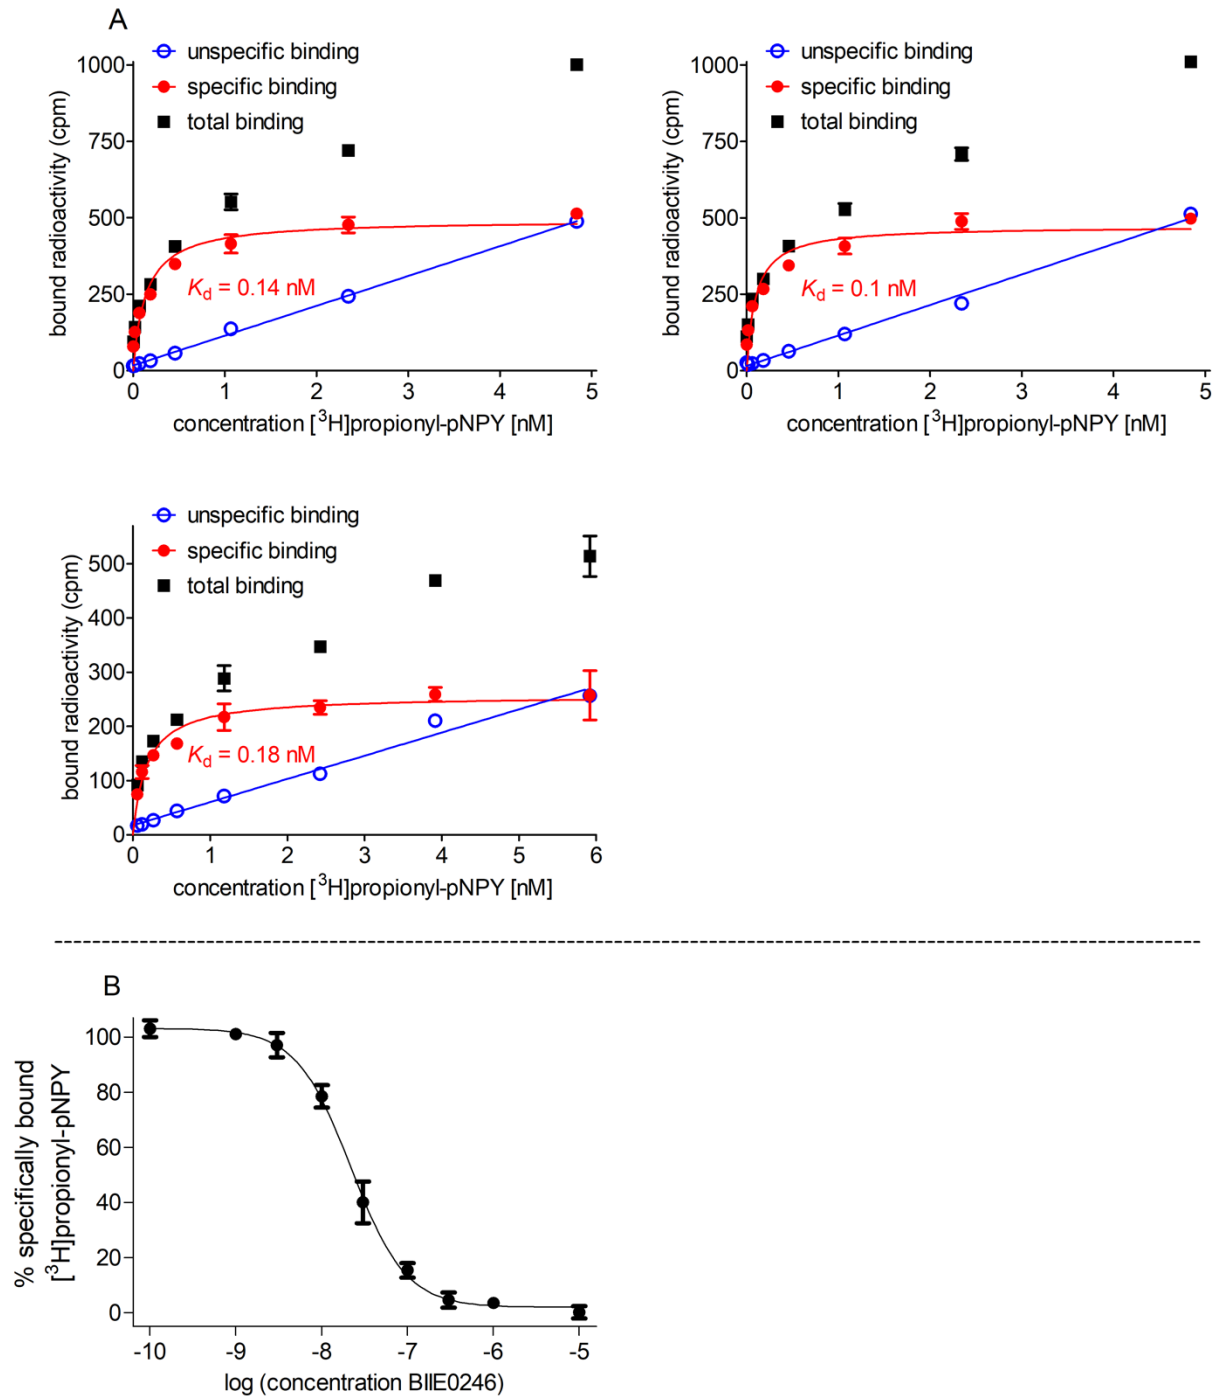 A
unspecific binding
specific binding
total binding
1000
750
500
250
0
bound radioactivity (cpm)
Kd = 0.14 nM
0 1 2 3 4 5
concentration [³H]propionyl-pNPY [nM]
unspecific binding
specific binding
total binding
1000
750
500
250
0
bound radioactivity (cpm)
Kd = 0.1 nM
0 1 2 3 4 5
concentration [³H]propionyl-pNPY [nM]
unspecific binding
specific binding
total binding
500
400
300
200
100
0
bound radioactivity (cpm)
Kd = 0.18 nM
0 1 2 3 4 5 6
concentration [³H]propionyl-pNPY [nM]
B
100
80
60
40
20
0
% specifically bound
[³H]propionyl-pNPY
-10 -9 -8 -7 -6 -5
log (concentration BIIE0246)